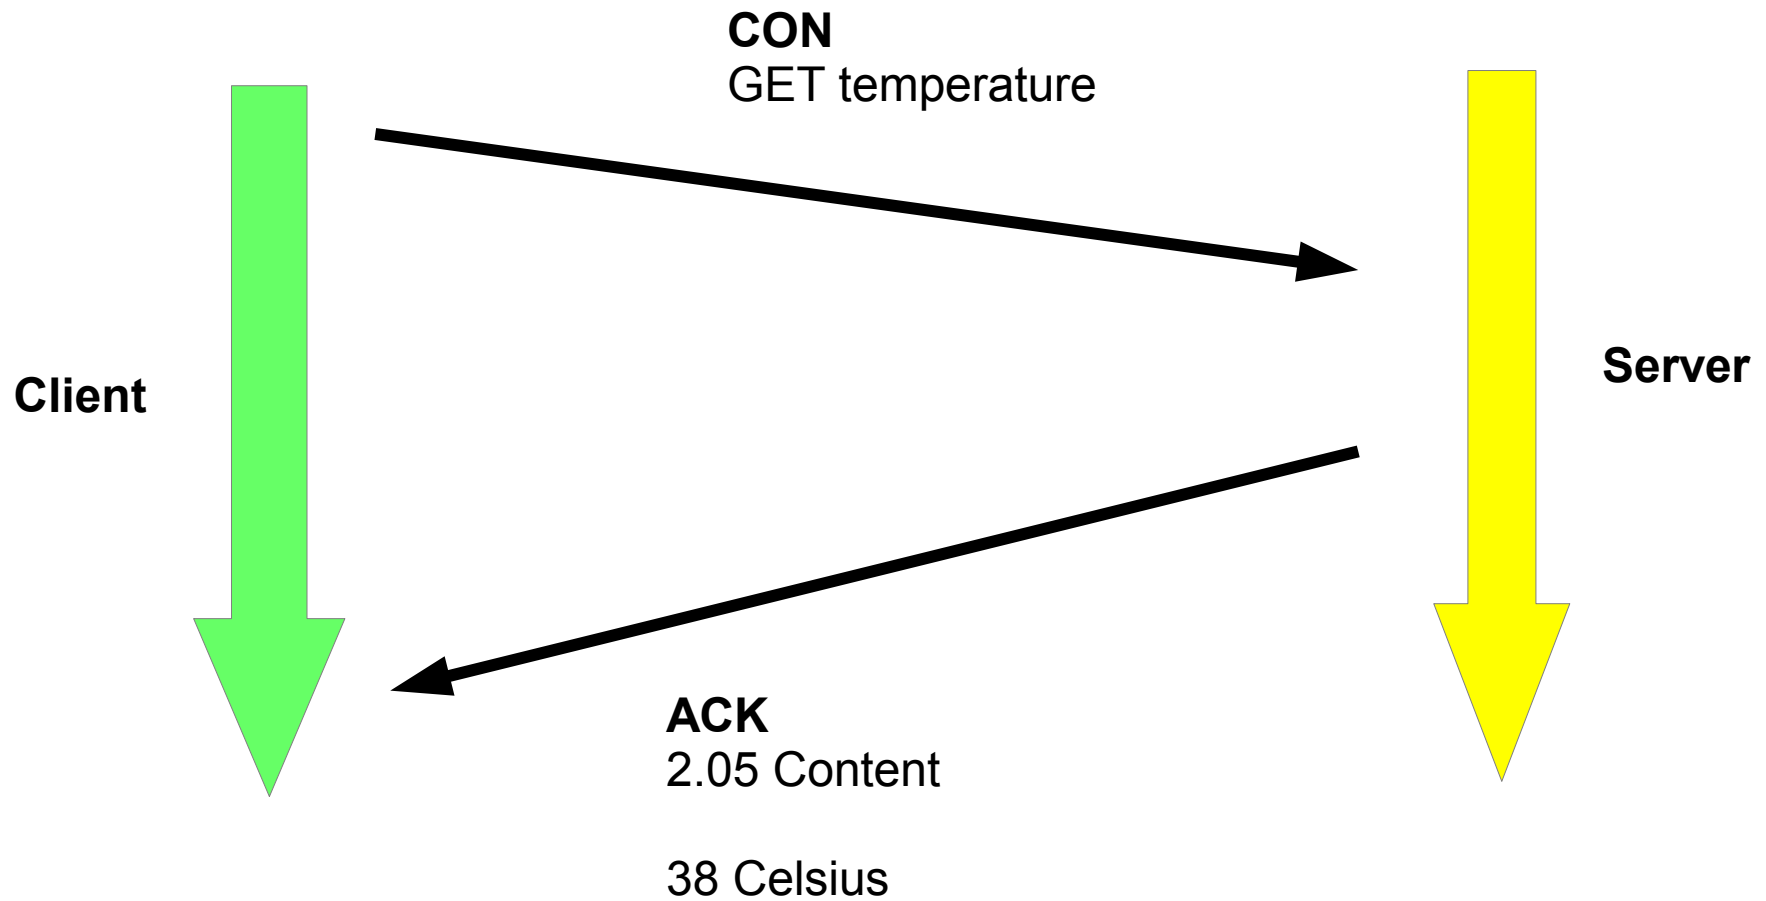 CON
GET temperature
Client
Server
ACK
2.05 Content
38 Celsius